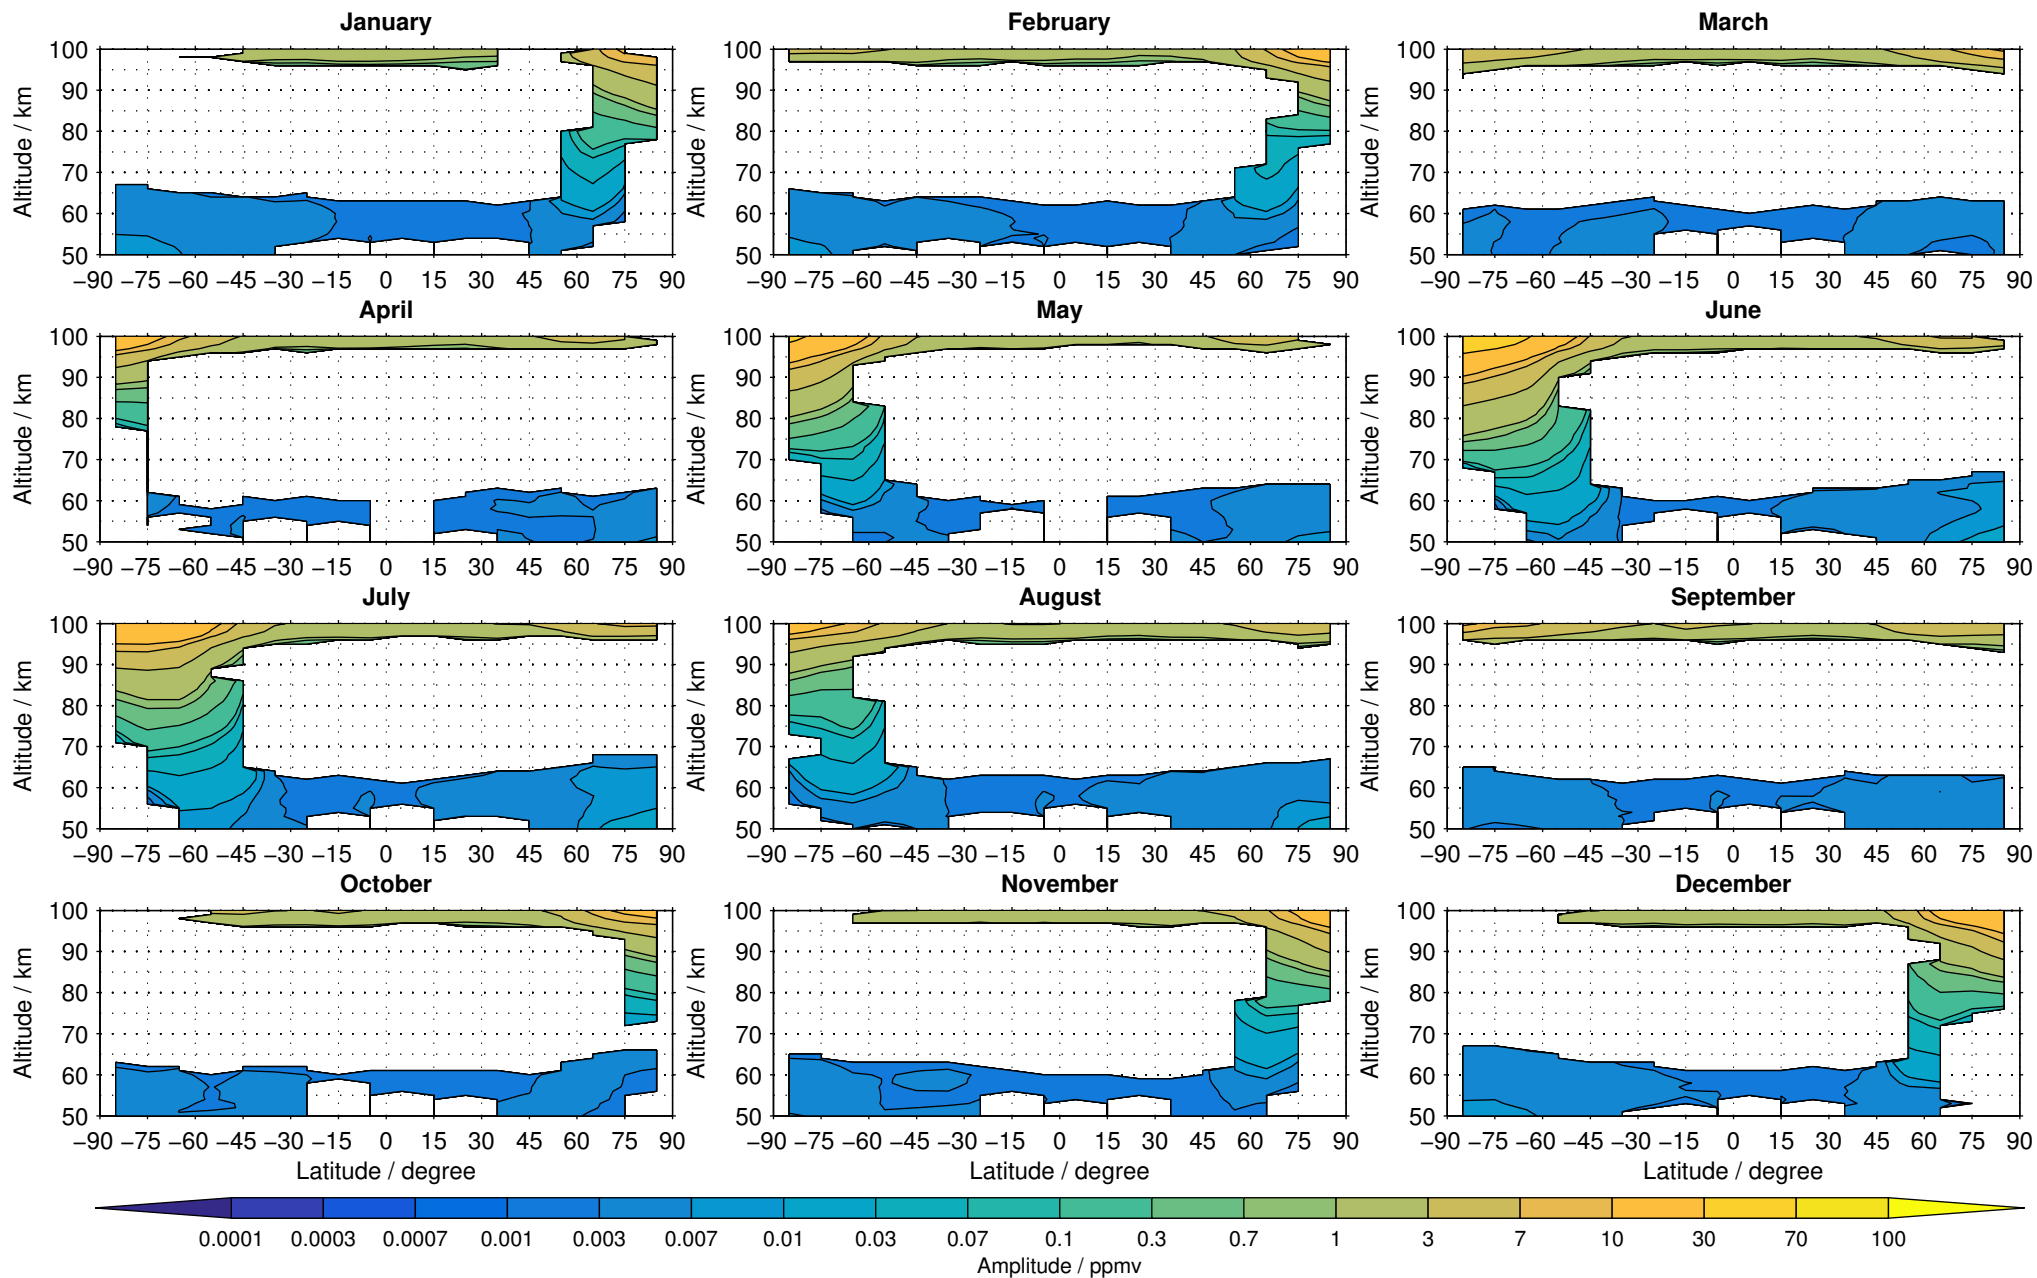 January February March
100 100 100
90 90 90
80 80 80
70 70 70
60 60 60
50 50 50
Altitude / km Altitude / km Altitude / km
−90 −75 −60 −45 −30 −15 0 15 30 45 60 75 90 −90 −75 −60 −45 −30 −15 0 15 30 45 60 75 90 −90 −75 −60 −45 −30 −15 0 15 30 45 60 75 90
April May June
100 100 100
90 90 90
80 80 80
70 70 70
60 60 60
50 50 50
Altitude / km Altitude / km Altitude / km
−90 −75 −60 −45 −30 −15 0 15 30 45 60 75 90 −90 −75 −60 −45 −30 −15 0 15 30 45 60 75 90 −90 −75 −60 −45 −30 −15 0 15 30 45 60 75 90
July August September
100 100 100
90 90 90
80 80 80
70 70 70
60 60 60
50 50 50
Altitude / km Altitude / km Altitude / km
−90 −75 −60 −45 −30 −15 0 15 30 45 60 75 90 −90 −75 −60 −45 −30 −15 0 15 30 45 60 75 90 −90 −75 −60 −45 −30 −15 0 15 30 45 60 75 90
October November December
100 100 100
90 90 90
80 80 80
70 70 70
60 60 60
50 50 50
Altitude / km Altitude / km Altitude / km
−90 −75 −60 −45 −30 −15 0 15 30 45 60 75 90 −90 −75 −60 −45 −30 −15 0 15 30 45 60 75 90 −90 −75 −60 −45 −30 −15 0 15 30 45 60 75 90
Latitude / degree Latitude / degree Latitude / degree
0.0001 0.0003 0.0007 0.001 0.003 0.007 0.01 0.03 0.07 0.1 0.3 0.7 1 3 7 10 30 70 100
Amplitude / ppmv